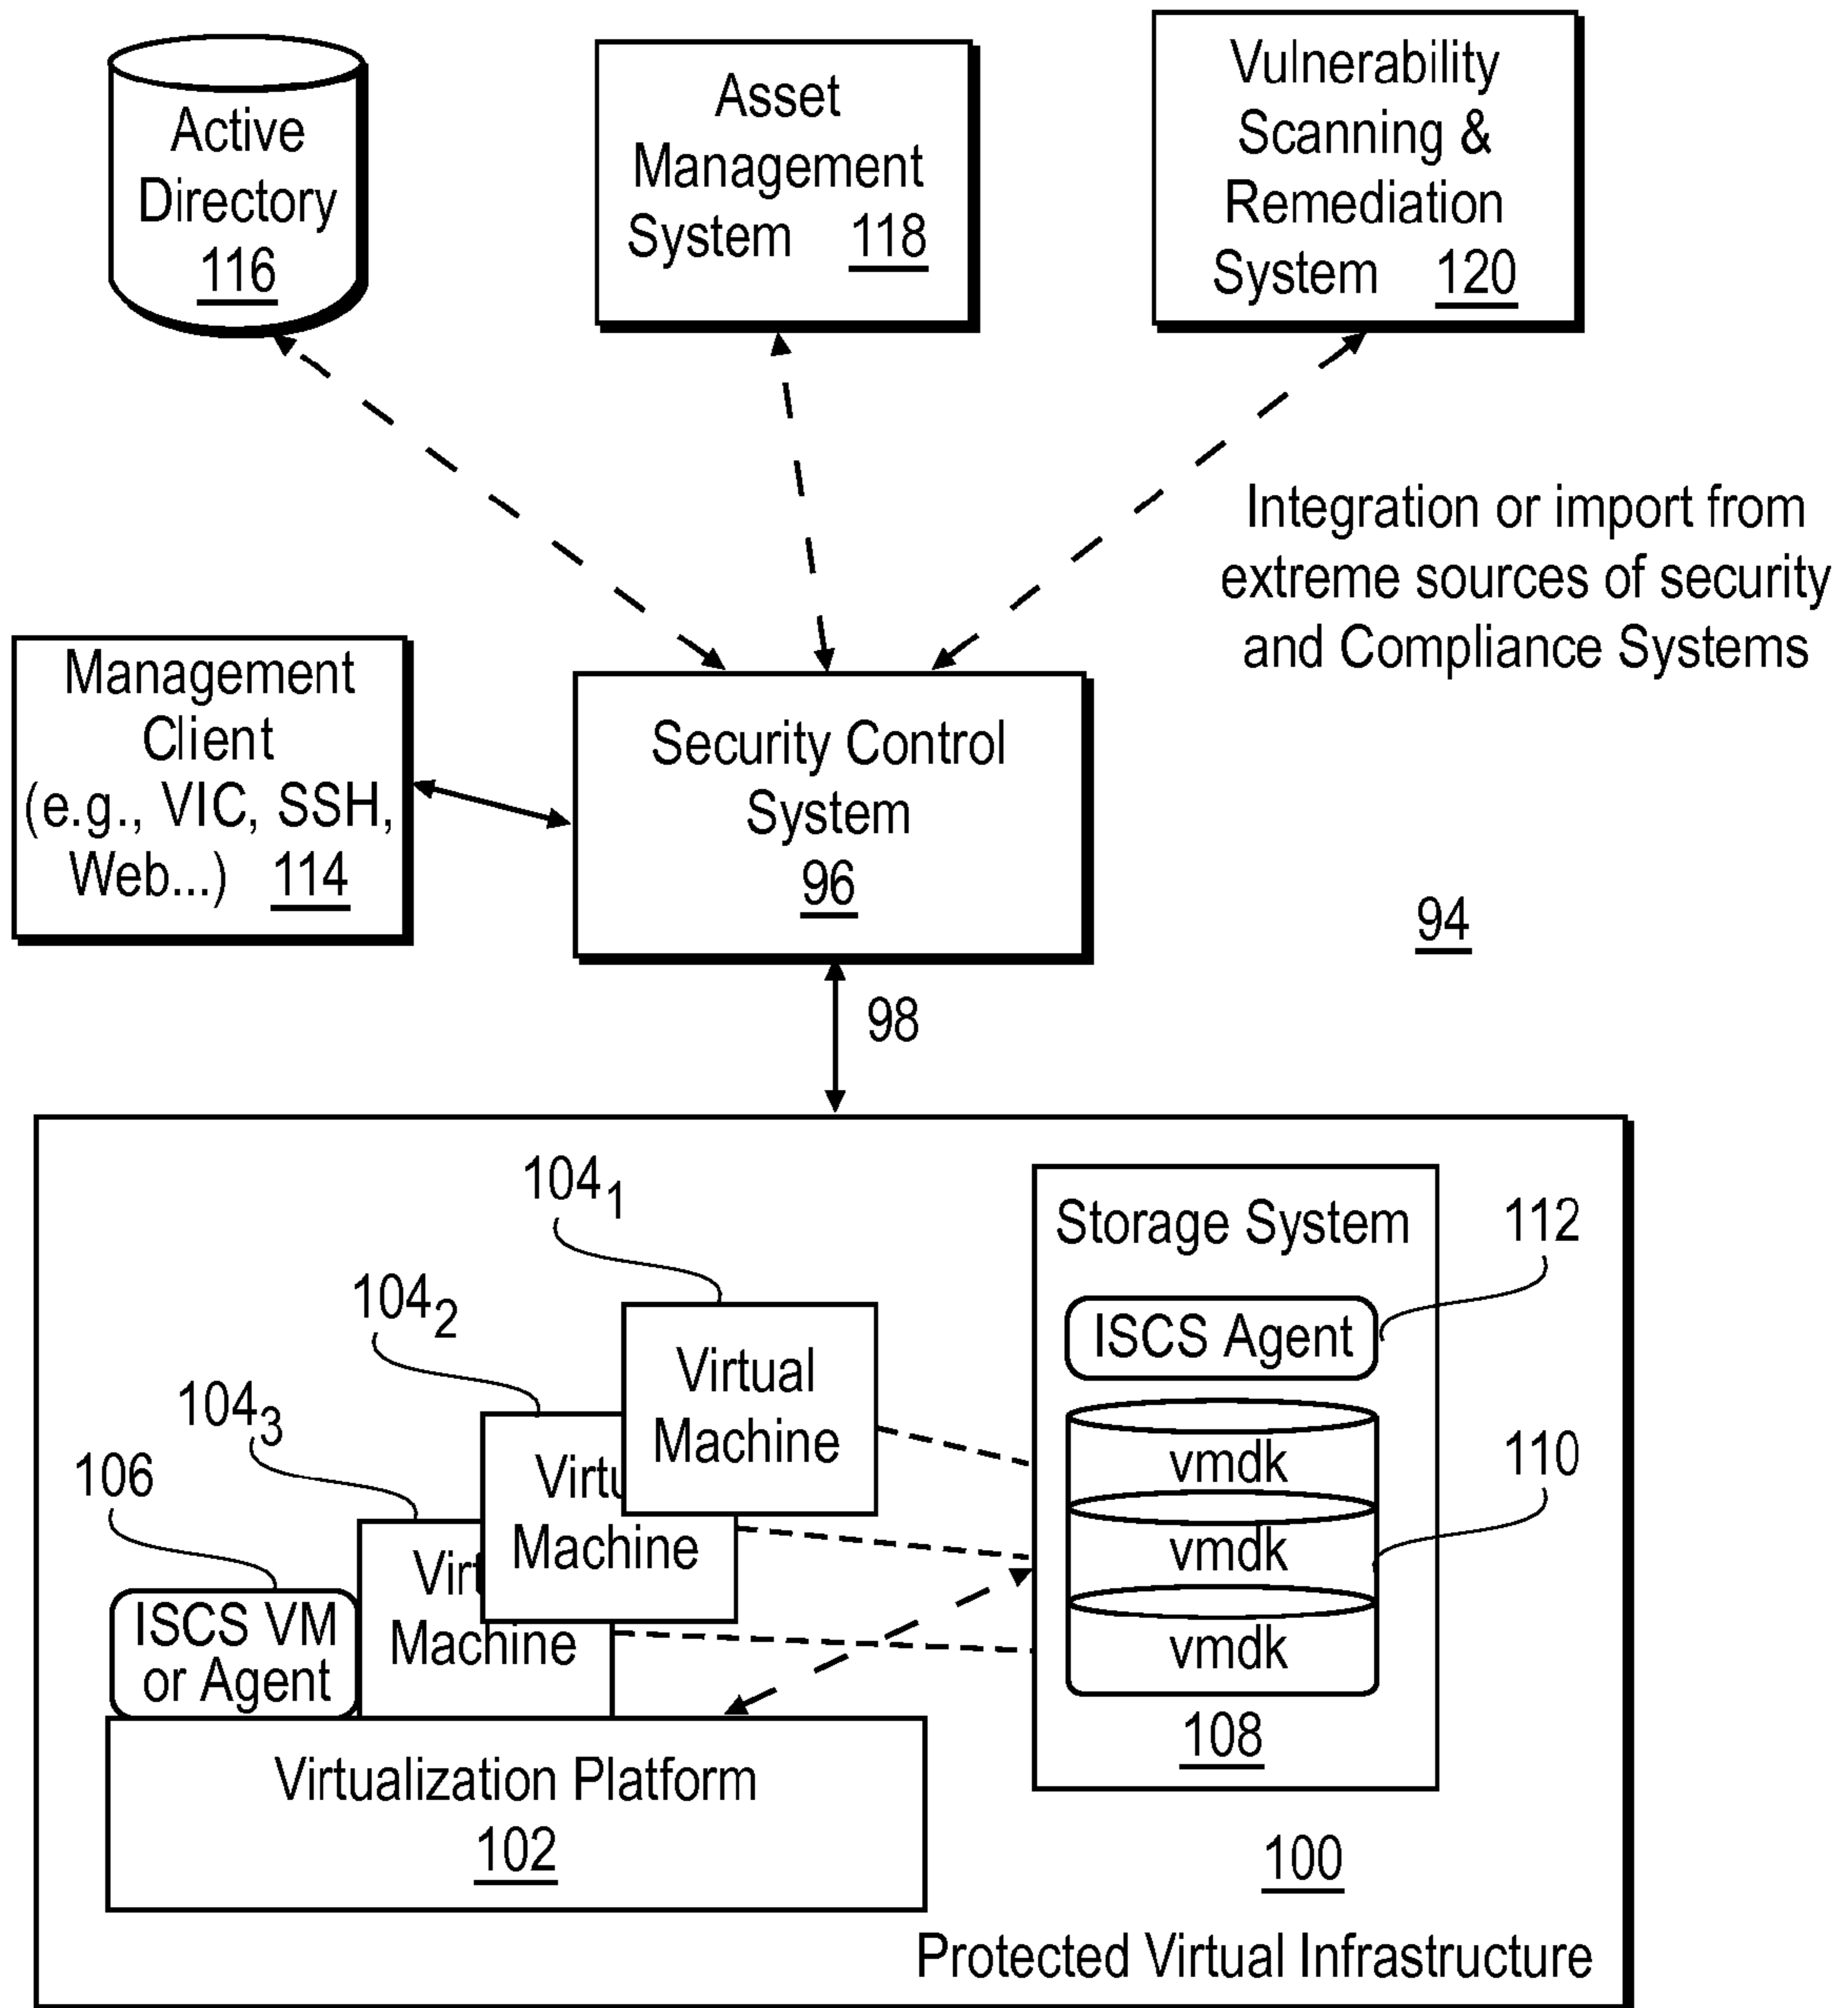 Active
Directory
116
Asset
Management
System 118
Vulnerability
Scanning &
Remediation
System 120
Integration or import from
extreme sources of security
and Compliance Systems
Management
Client
(e.g., VIC, SSH,
Web...) 114
Security Control
System
96
94
98
104₁
104₂
104₃
106
Virtual
Machine
Virtu
Machine
Virt
Machine
ISCS VM
or Agent
Virtualization Platform
102
Storage System
112
ISCS Agent
vmdk
110
vmdk
vmdk
108
100
Protected Virtual Infrastructure